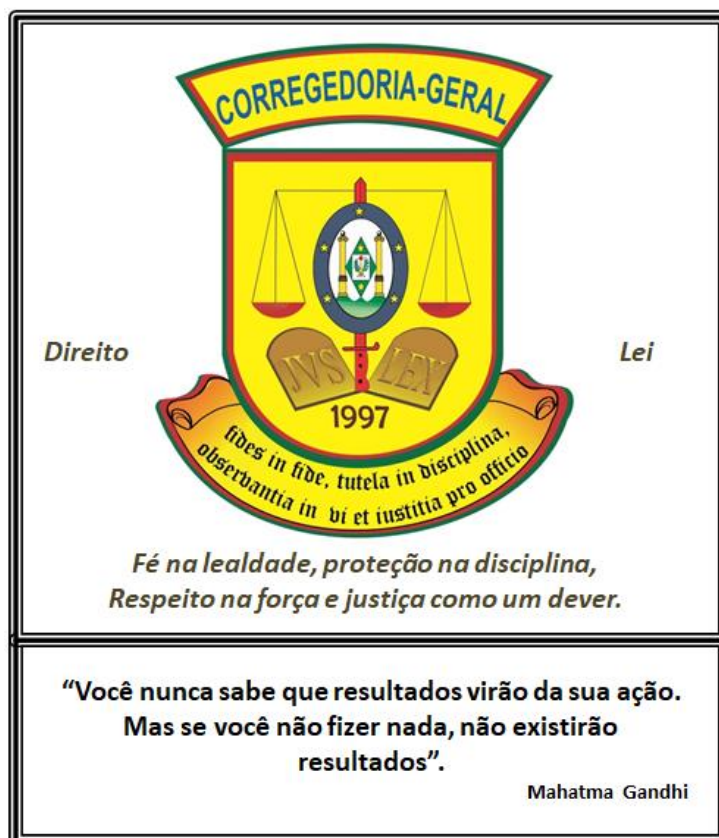 CORREGEDORIA-GERAL
Direito
Lei
JVS
LEX
1997
fides in fide, tutela in disciplina,
observantia in vi et iustitia pro officio
Fé na lealdade, proteção na disciplina,
Respeito na força e justiça como um dever.
“Você nunca sabe que resultados virão da sua ação.
Mas se você não fizer nada, não existirão
resultados”.
Mahatma Gandhi